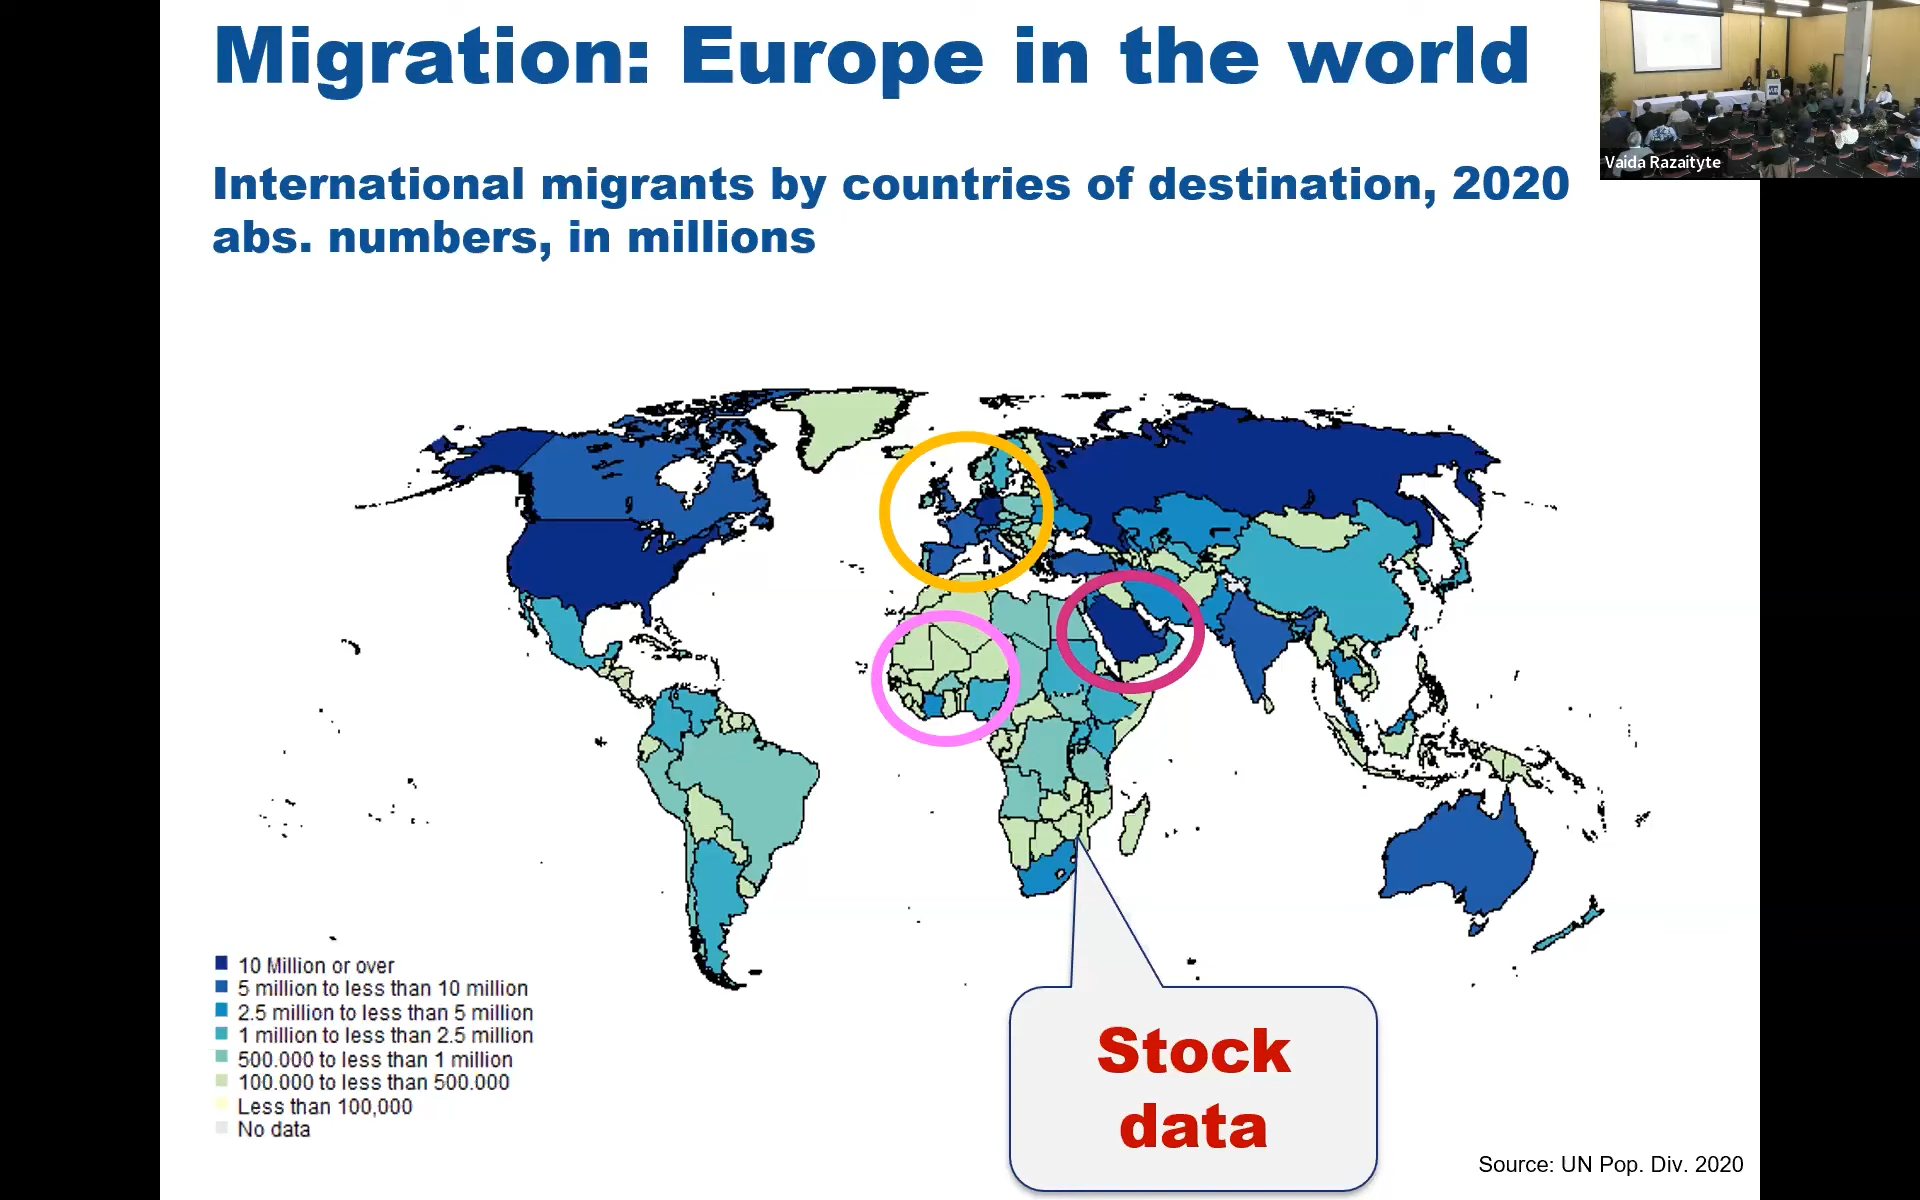 Migration: Europe in the world
Vaida Razaityte
International migrants by countries of destination, 2020
abs. numbers, in millions
10 Million or over
5 million to less than 10 million
2.5 million to less than 5 million
1 million to less than 2.5 million
500.000 to less than 1 million
100.000 to less than 500.000
Less than 100,000
No data
Stock
data
Source: UN Pop. Div. 2020